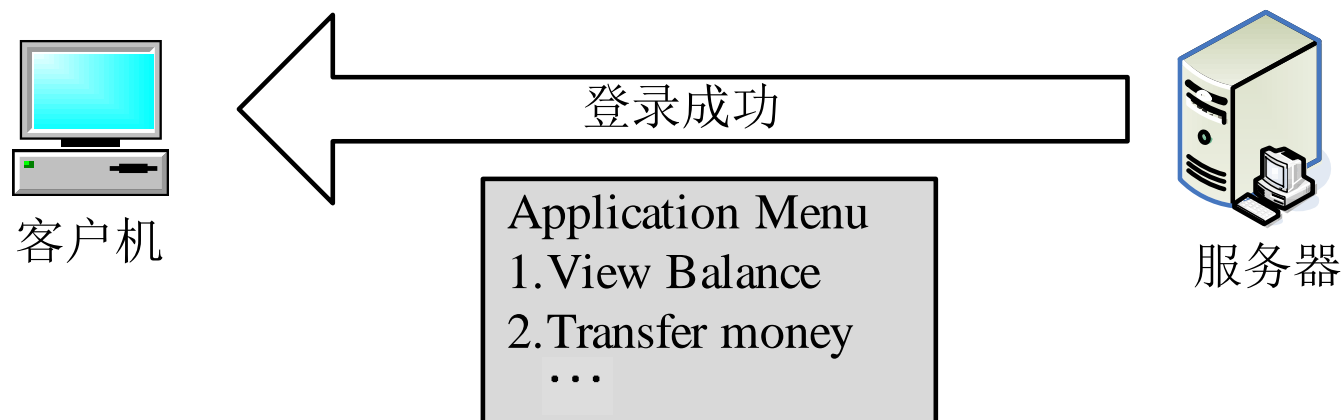 登录成功
客户机
服务器
Application Menu
1.View Balance
2.Transfer money
...